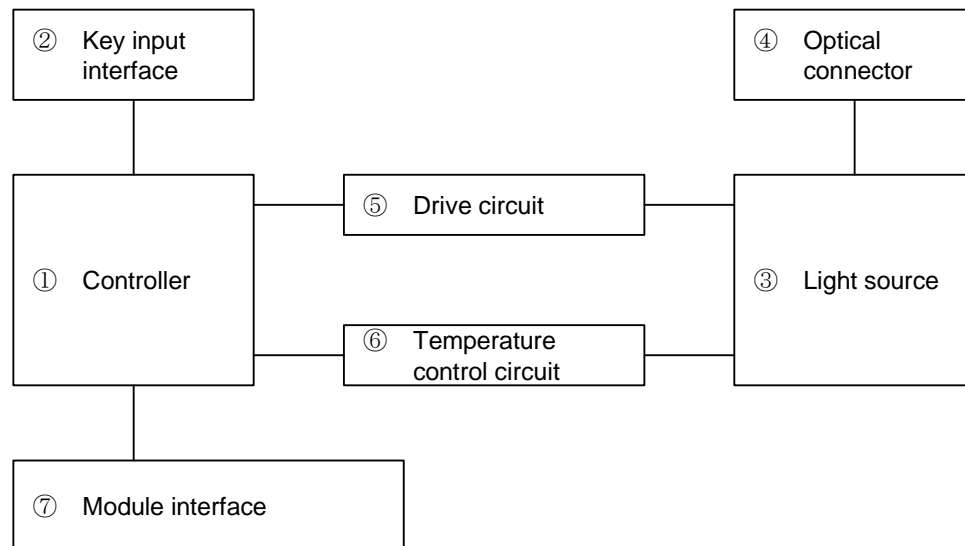 ② Key input
interface
④ Optical
connector
⑤ Drive circuit
① Controller
③ Light source
⑥ Temperature
control circuit
⑦ Module interface